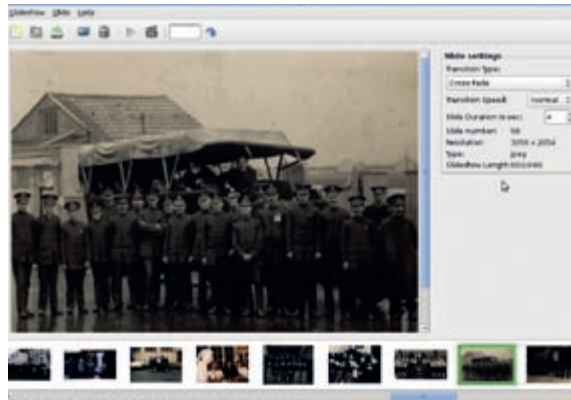 Slideshow Slide Help
Slide settings
Transition Type:
Cross fade
Transition Speed: normal
Slide Duration in sec: 4
Slide number:
Resolution:
Type: jpeg
Slideshow Length